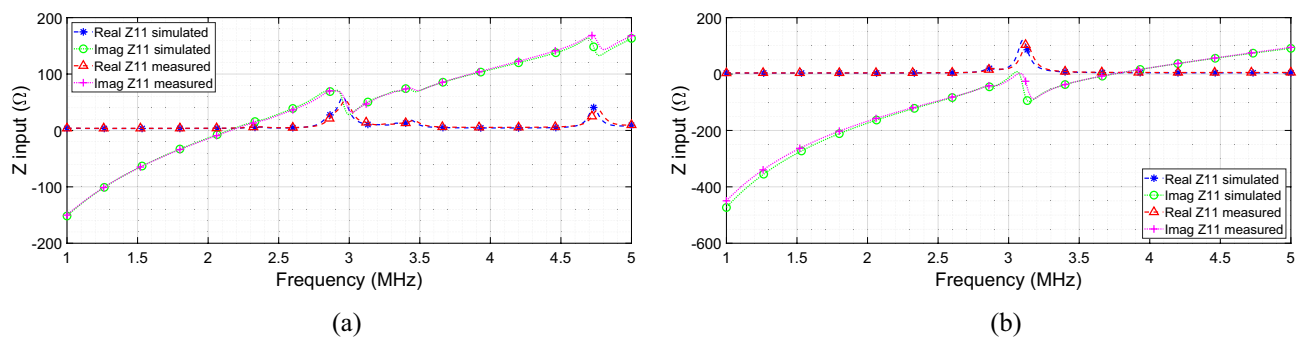 200
100
0
-100
-200
Z input (Ω)
1 1.5 2 2.5 3 3.5 4 4.5 5
Frequency (MHz)
Real Z11 simulated
Imag Z11 simulated
Real Z11 measured
Imag Z11 measured
(a)
200
0
-200
-400
-600
Z input (Ω)
1 1.5 2 2.5 3 3.5 4 4.5 5
Frequency (MHz)
Real Z11 simulated
Imag Z11 simulated
Real Z11 measured
Imag Z11 measured
(b)